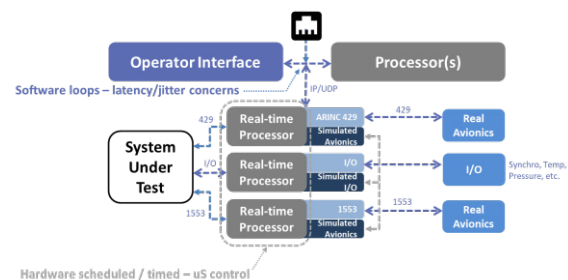 Operator Interface
Processor(s)
Software loops – latency/jitter concerns
IP/UDP
429
Real-time
Processor
ARINC 429
Simulated
Avionics
429
Real
Avionics
System
Under
Test
I/O
Real-time
Processor
I/O
Simulated
I/O
I/O
Synchro, Temp,
Pressure, etc.
1553
Real-time
Processor
1553
Simulated
Avionics
1553
Real
Avionics
Hardware scheduled / timed – uS control